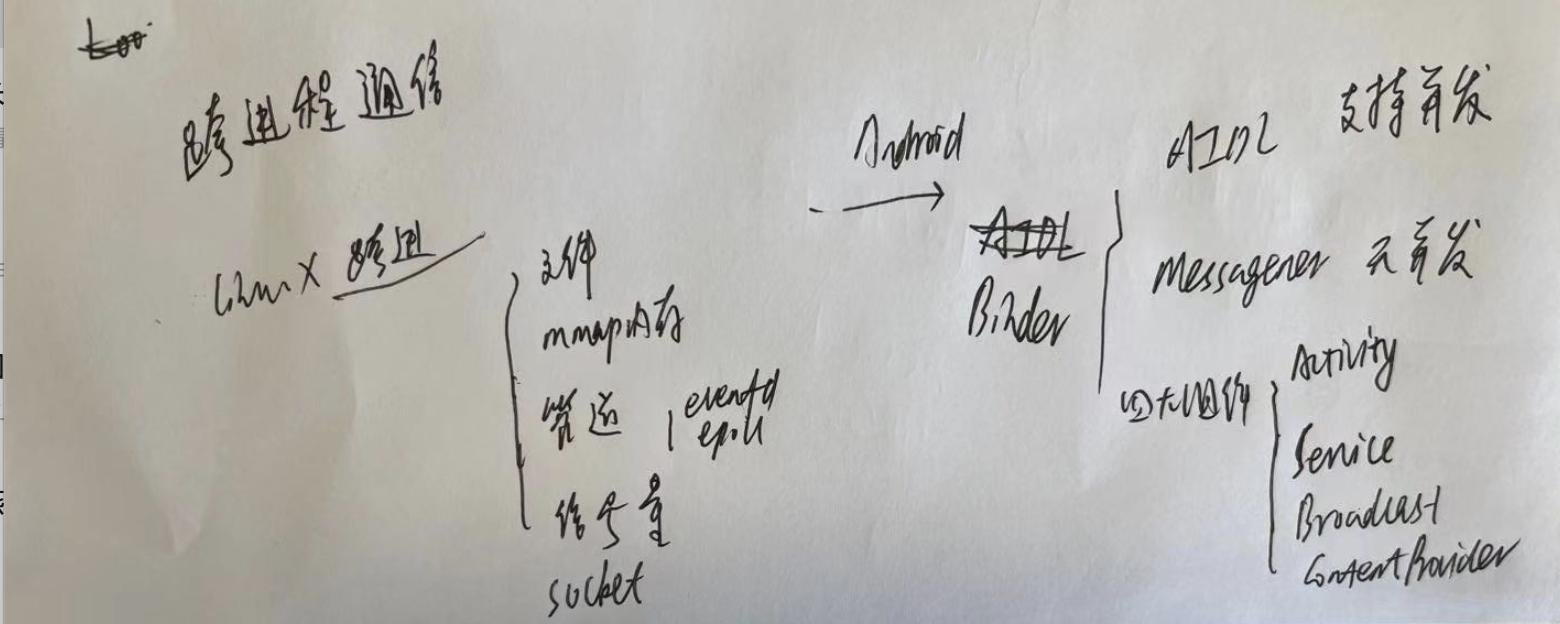 跨进程通信
Linux 跨进
文件
mmap内存
管道 eventfd
epoll
信号量
socket
Android
AIDL
Binder
AIDL 支持并发
Messagener 无并发
四大组件
Activity
Service
Broadcast
ContentProvider